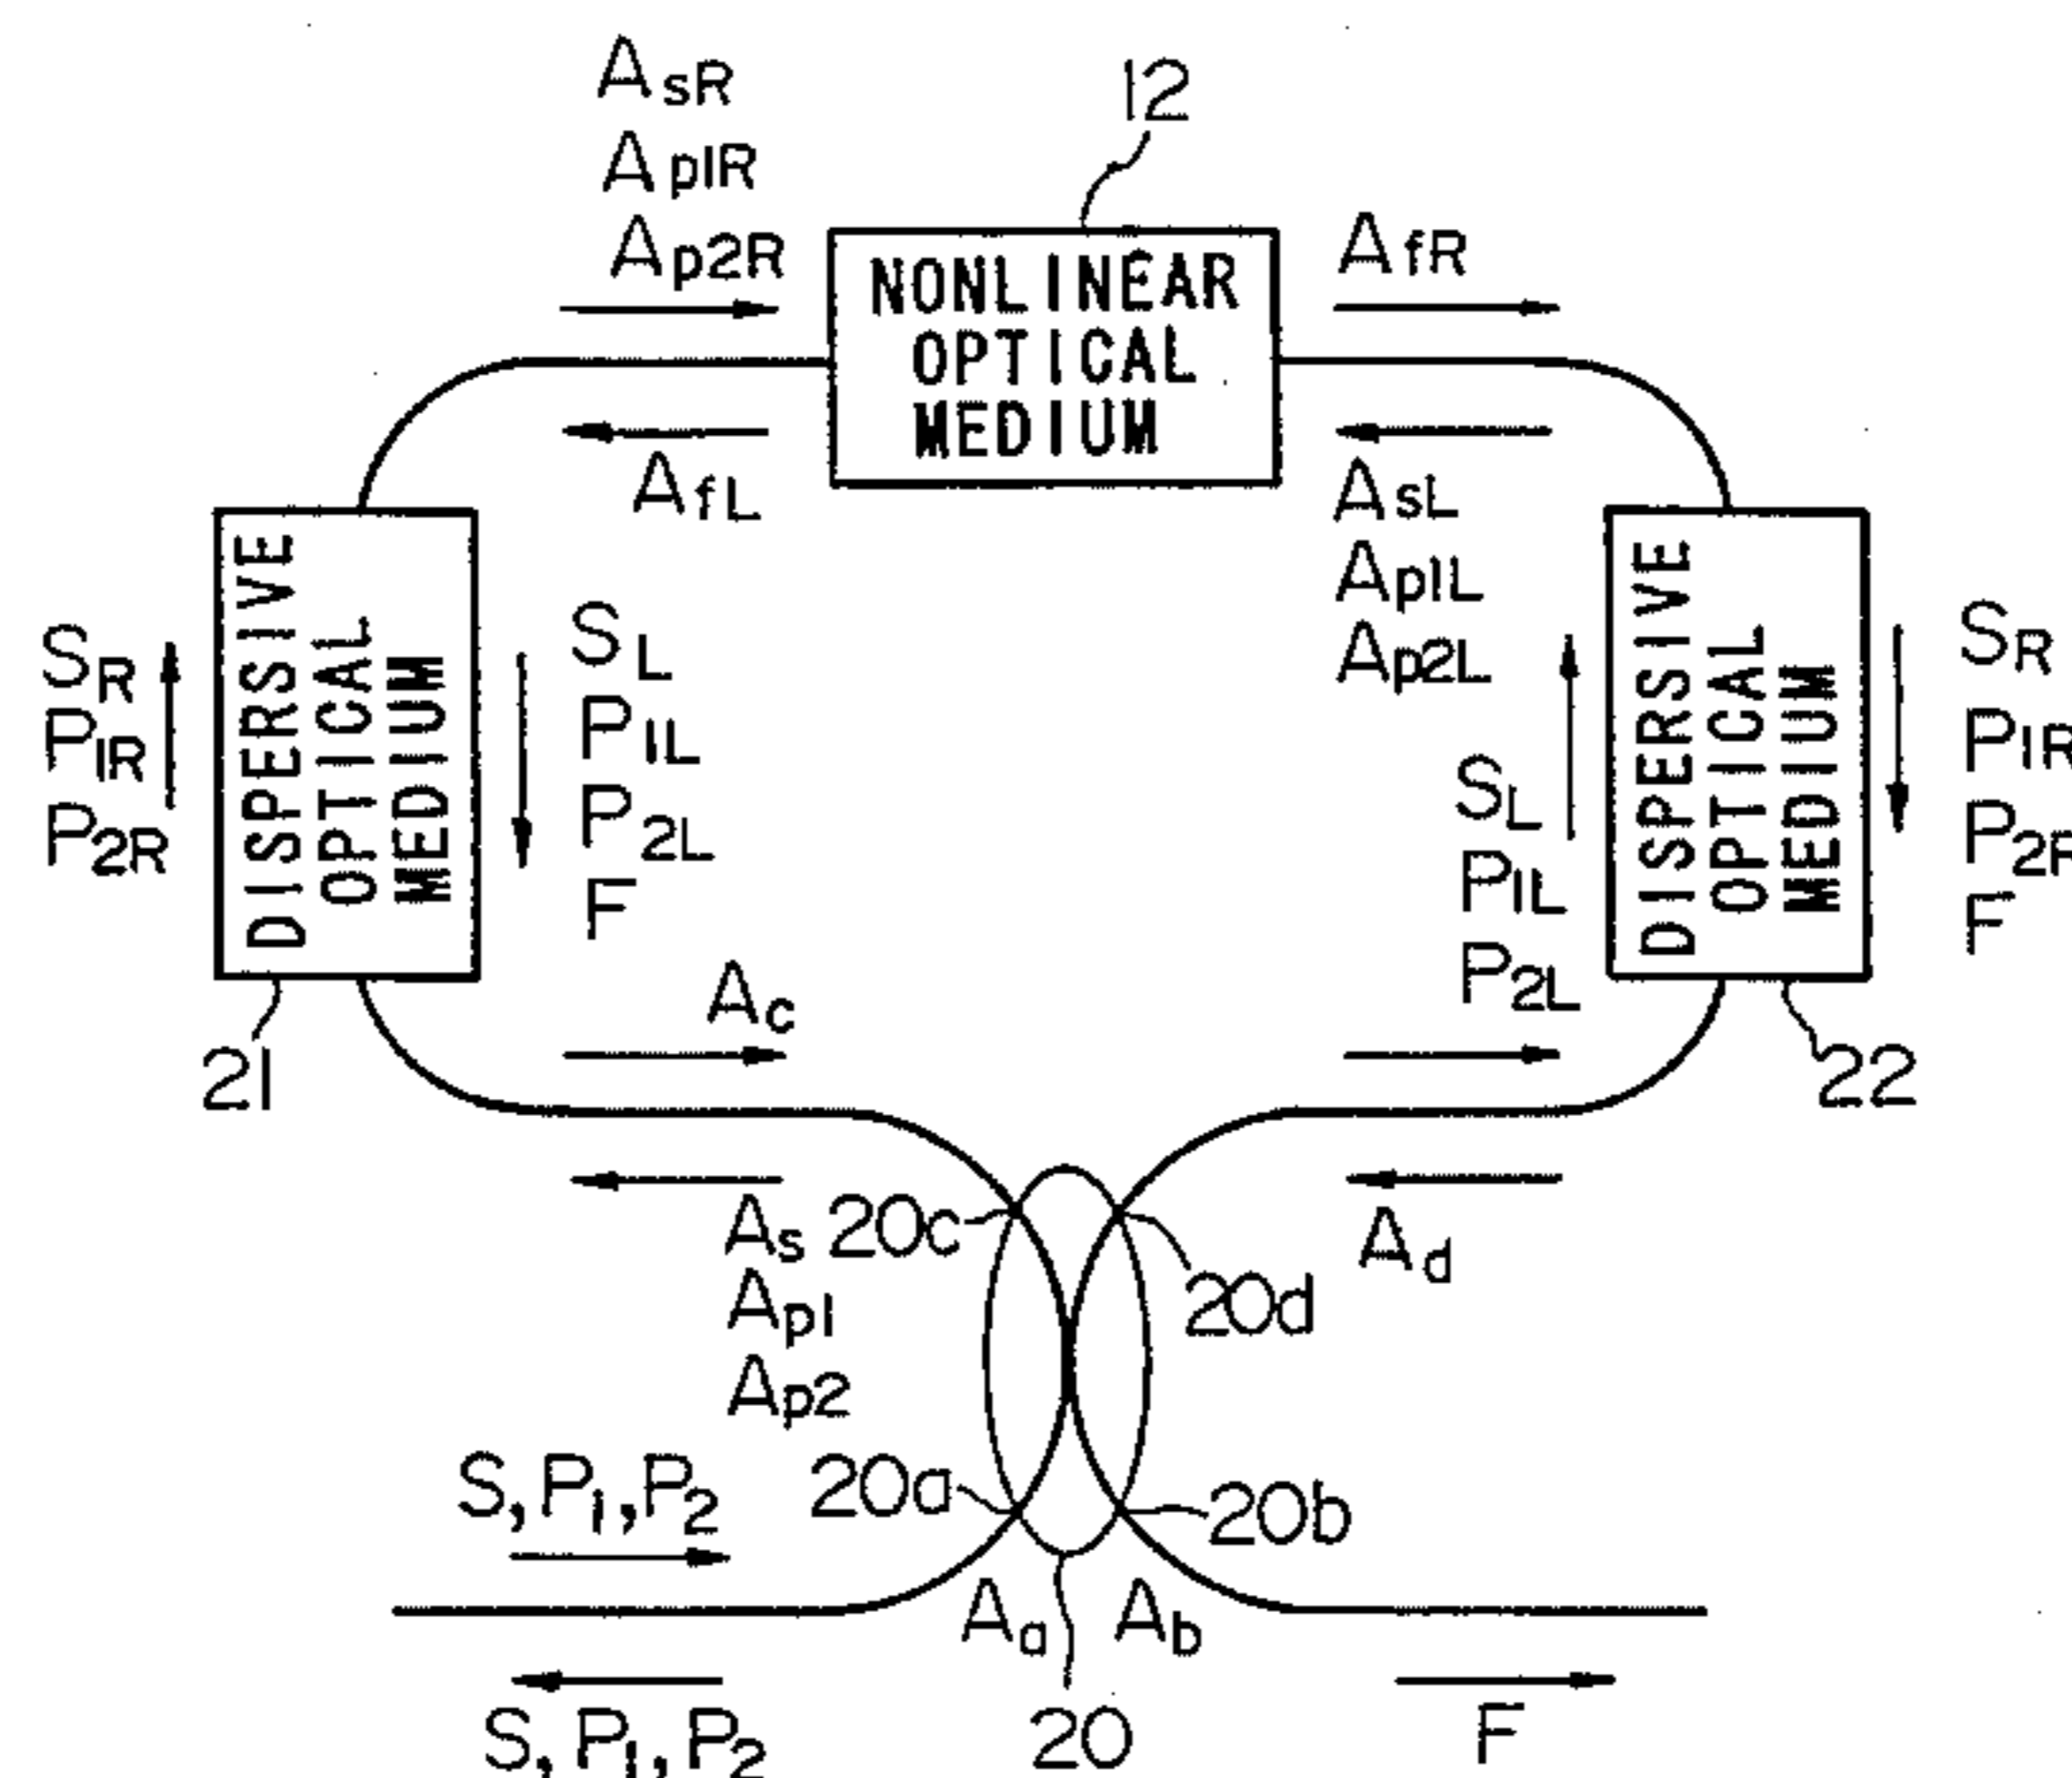 AsR
Ap1R
Ap2R
12
NONLINEAR
OPTICAL
MEDIUM
AfR
AfL
AsL
Ap1L
Ap2L
SR
P1R
P2R
DISPERSIVE
OPTICAL
MEDIUM
SL
P1L
P2L
F
SL
P1L
P2L
DISPERSIVE
OPTICAL
MEDIUM
SR
P1R
P2R
F
21
Ac
22
As
Ap1
Ap2
20c
20d
Ad
S,P1,P2
20a
20b
Aa
Ab
S,P1,P2
20
F